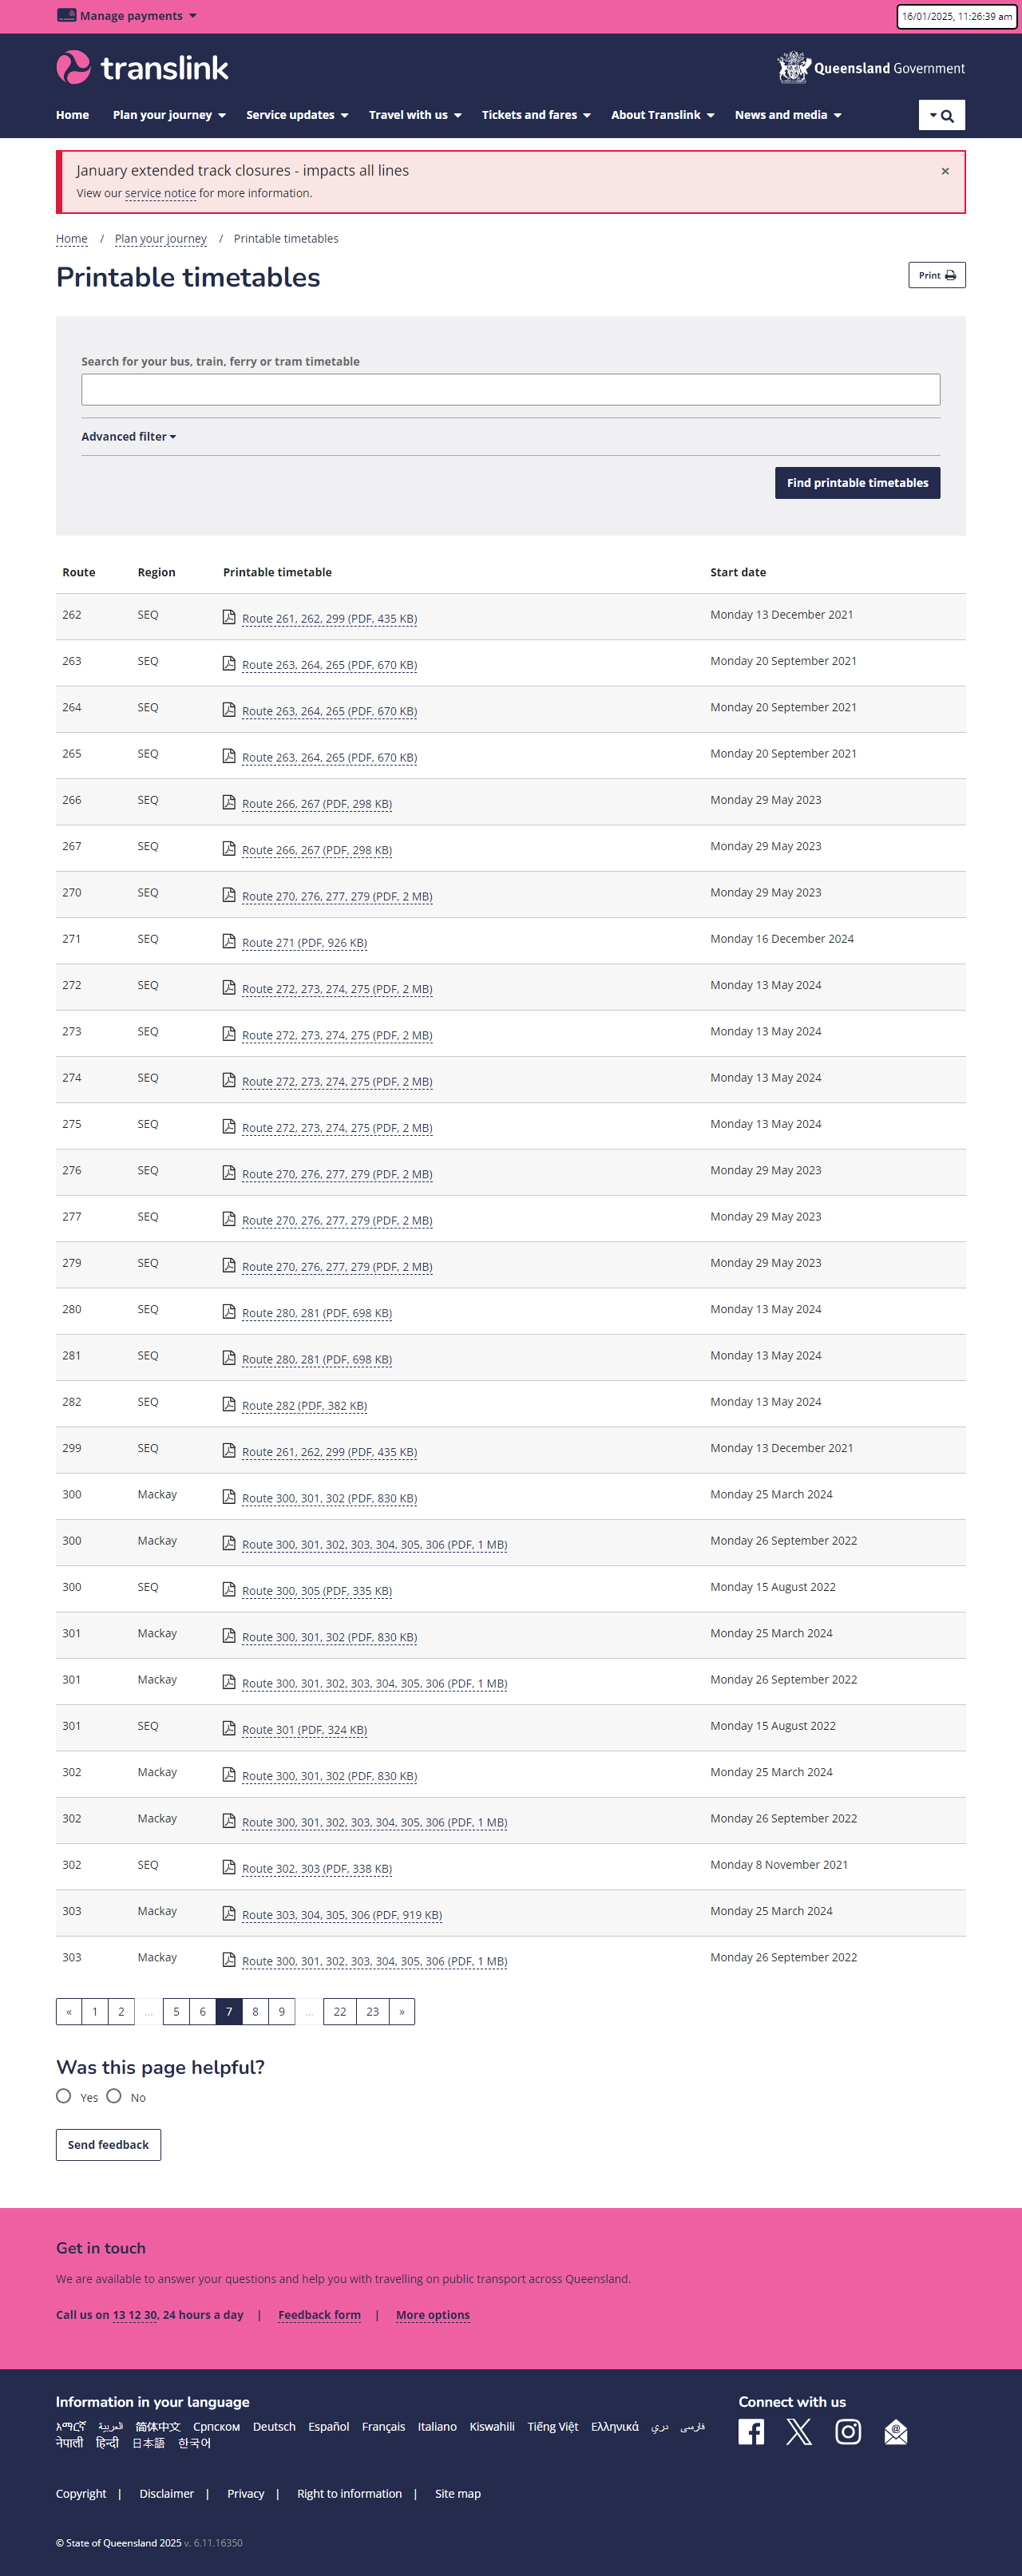 Manage payments
16/01/2025, 11:26:39 am
translink
Queensland Government
Home Plan your journey Service updates Travel with us Tickets and fares About Translink News and media
January extended track closures - impacts all lines ×
View our service notice for more information.
Home / Plan your journey / Printable timetables
Printable timetables
Print
Search for your bus, train, ferry or tram timetable
Advanced filter
Find printable timetables
Route Region Printable timetable Start date
262 SEQ Route 261, 262, 299 (PDF, 435 KB) Monday 13 December 2021
263 SEQ Route 263, 264, 265 (PDF, 670 KB) Monday 20 September 2021
264 SEQ Route 263, 264, 265 (PDF, 670 KB) Monday 20 September 2021
265 SEQ Route 263, 264, 265 (PDF, 670 KB) Monday 20 September 2021
266 SEQ Route 266, 267 (PDF, 298 KB) Monday 29 May 2023
267 SEQ Route 266, 267 (PDF, 298 KB) Monday 29 May 2023
270 SEQ Route 270, 276, 277, 279 (PDF, 2 MB) Monday 29 May 2023
271 SEQ Route 271 (PDF, 926 KB) Monday 16 December 2024
272 SEQ Route 272, 273, 274, 275 (PDF, 2 MB) Monday 13 May 2024
273 SEQ Route 272, 273, 274, 275 (PDF, 2 MB) Monday 13 May 2024
274 SEQ Route 272, 273, 274, 275 (PDF, 2 MB) Monday 13 May 2024
275 SEQ Route 272, 273, 274, 275 (PDF, 2 MB) Monday 13 May 2024
276 SEQ Route 270, 276, 277, 279 (PDF, 2 MB) Monday 29 May 2023
277 SEQ Route 270, 276, 277, 279 (PDF, 2 MB) Monday 29 May 2023
279 SEQ Route 270, 276, 277, 279 (PDF, 2 MB) Monday 29 May 2023
280 SEQ Route 280, 281 (PDF, 698 KB) Monday 13 May 2024
281 SEQ Route 280, 281 (PDF, 698 KB) Monday 13 May 2024
282 SEQ Route 282 (PDF, 382 KB) Monday 13 May 2024
299 SEQ Route 261, 262, 299 (PDF, 435 KB) Monday 13 December 2021
300 Mackay Route 300, 301, 302 (PDF, 830 KB) Monday 25 March 2024
300 Mackay Route 300, 301, 302, 303, 304, 305, 306 (PDF, 1 MB) Monday 26 September 2022
300 SEQ Route 300, 305 (PDF, 335 KB) Monday 15 August 2022
301 Mackay Route 300, 301, 302 (PDF, 830 KB) Monday 25 March 2024
301 Mackay Route 300, 301, 302, 303, 304, 305, 306 (PDF, 1 MB) Monday 26 September 2022
301 SEQ Route 301 (PDF, 324 KB) Monday 15 August 2022
302 Mackay Route 300, 301, 302 (PDF, 830 KB) Monday 25 March 2024
302 Mackay Route 300, 301, 302, 303, 304, 305, 306 (PDF, 1 MB) Monday 26 September 2022
302 SEQ Route 302, 303 (PDF, 338 KB) Monday 8 November 2021
303 Mackay Route 303, 304, 305, 306 (PDF, 919 KB) Monday 25 March 2024
303 Mackay Route 300, 301, 302, 303, 304, 305, 306 (PDF, 1 MB) Monday 26 September 2022
« 1 2 ... 5 6 7 8 9 ... 22 23 »
Was this page helpful?
Yes No
Send feedback
Get in touch
We are available to answer your questions and help you with travelling on public transport across Queensland.
Call us on 13 12 30, 24 hours a day | Feedback form | More options
Information in your language
Connect with us
አማርኛ العربية 简体中文 Српском Deutsch Español Français Italiano Kiswahili Tiếng Việt Ελληνικά دري فارسی
नेपाली हिन्दी 日本語 한국어
Copyright | Disclaimer | Privacy | Right to information | Site map
© State of Queensland 2025 v. 6.11.16350